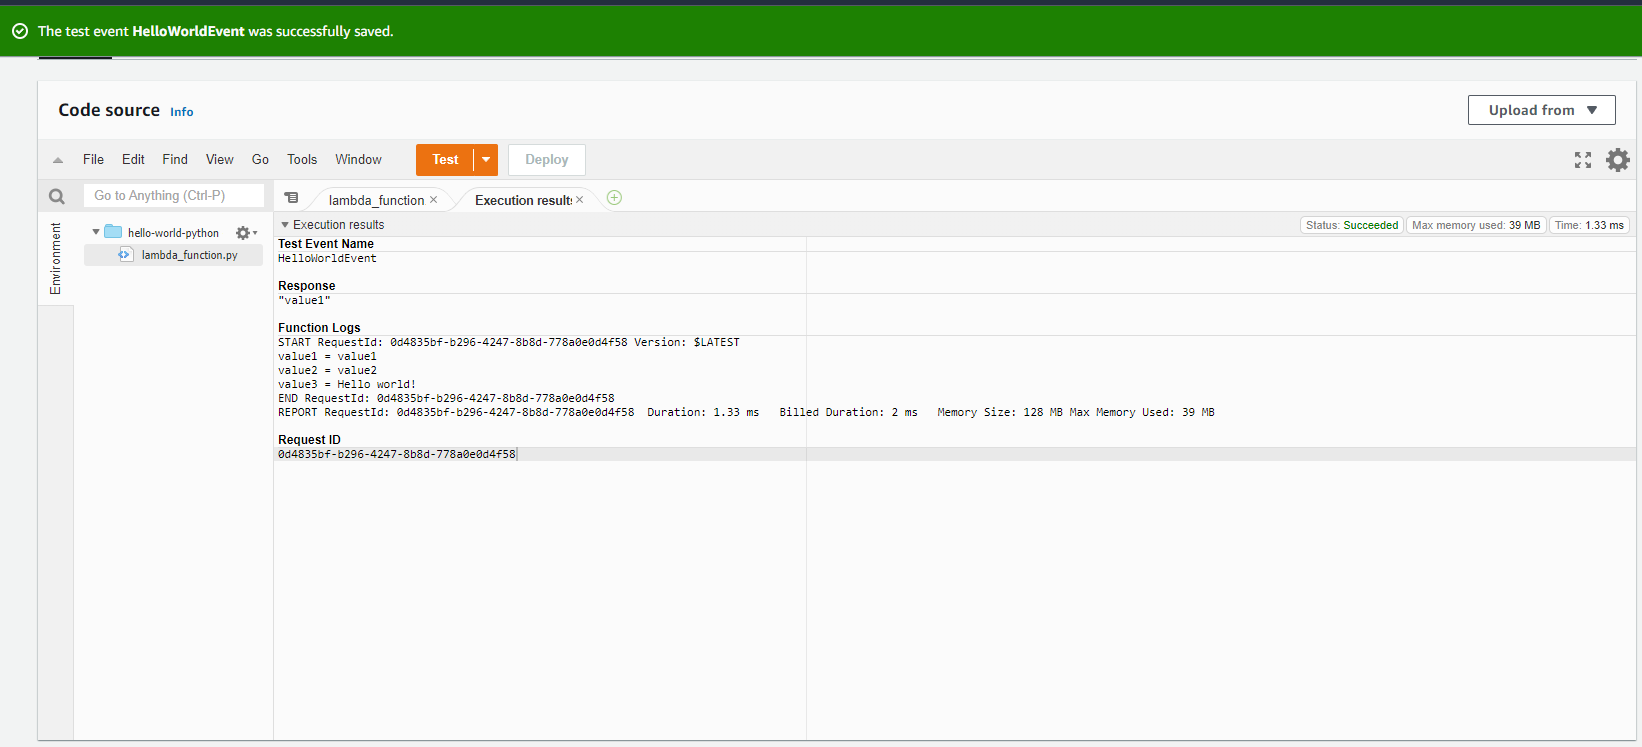 The test event HelloWorldEvent was successfully saved.
Code source Info
Upload from
File Edit Find View Go Tools Window Test Deploy
Go to Anything (Ctrl-P)
lambda_function Execution results
Environment
hello-world-python
lambda_function.py
Execution results
Status: Succeeded Max memory used: 39 MB Time: 1.33 ms
Test Event Name
HelloWorldEvent
Response
"value1"
Function Logs
START RequestId: 0d4835bf-b296-4247-8b8d-778a0e0d4f58 Version: $LATEST
value1 = value1
value2 = value2
value3 = Hello world!
END RequestId: 0d4835bf-b296-4247-8b8d-778a0e0d4f58
REPORT RequestId: 0d4835bf-b296-4247-8b8d-778a0e0d4f58 Duration: 1.33 ms Billed Duration: 2 ms Memory Size: 128 MB Max Memory Used: 39 MB
Request ID
0d4835bf-b296-4247-8b8d-778a0e0d4f58